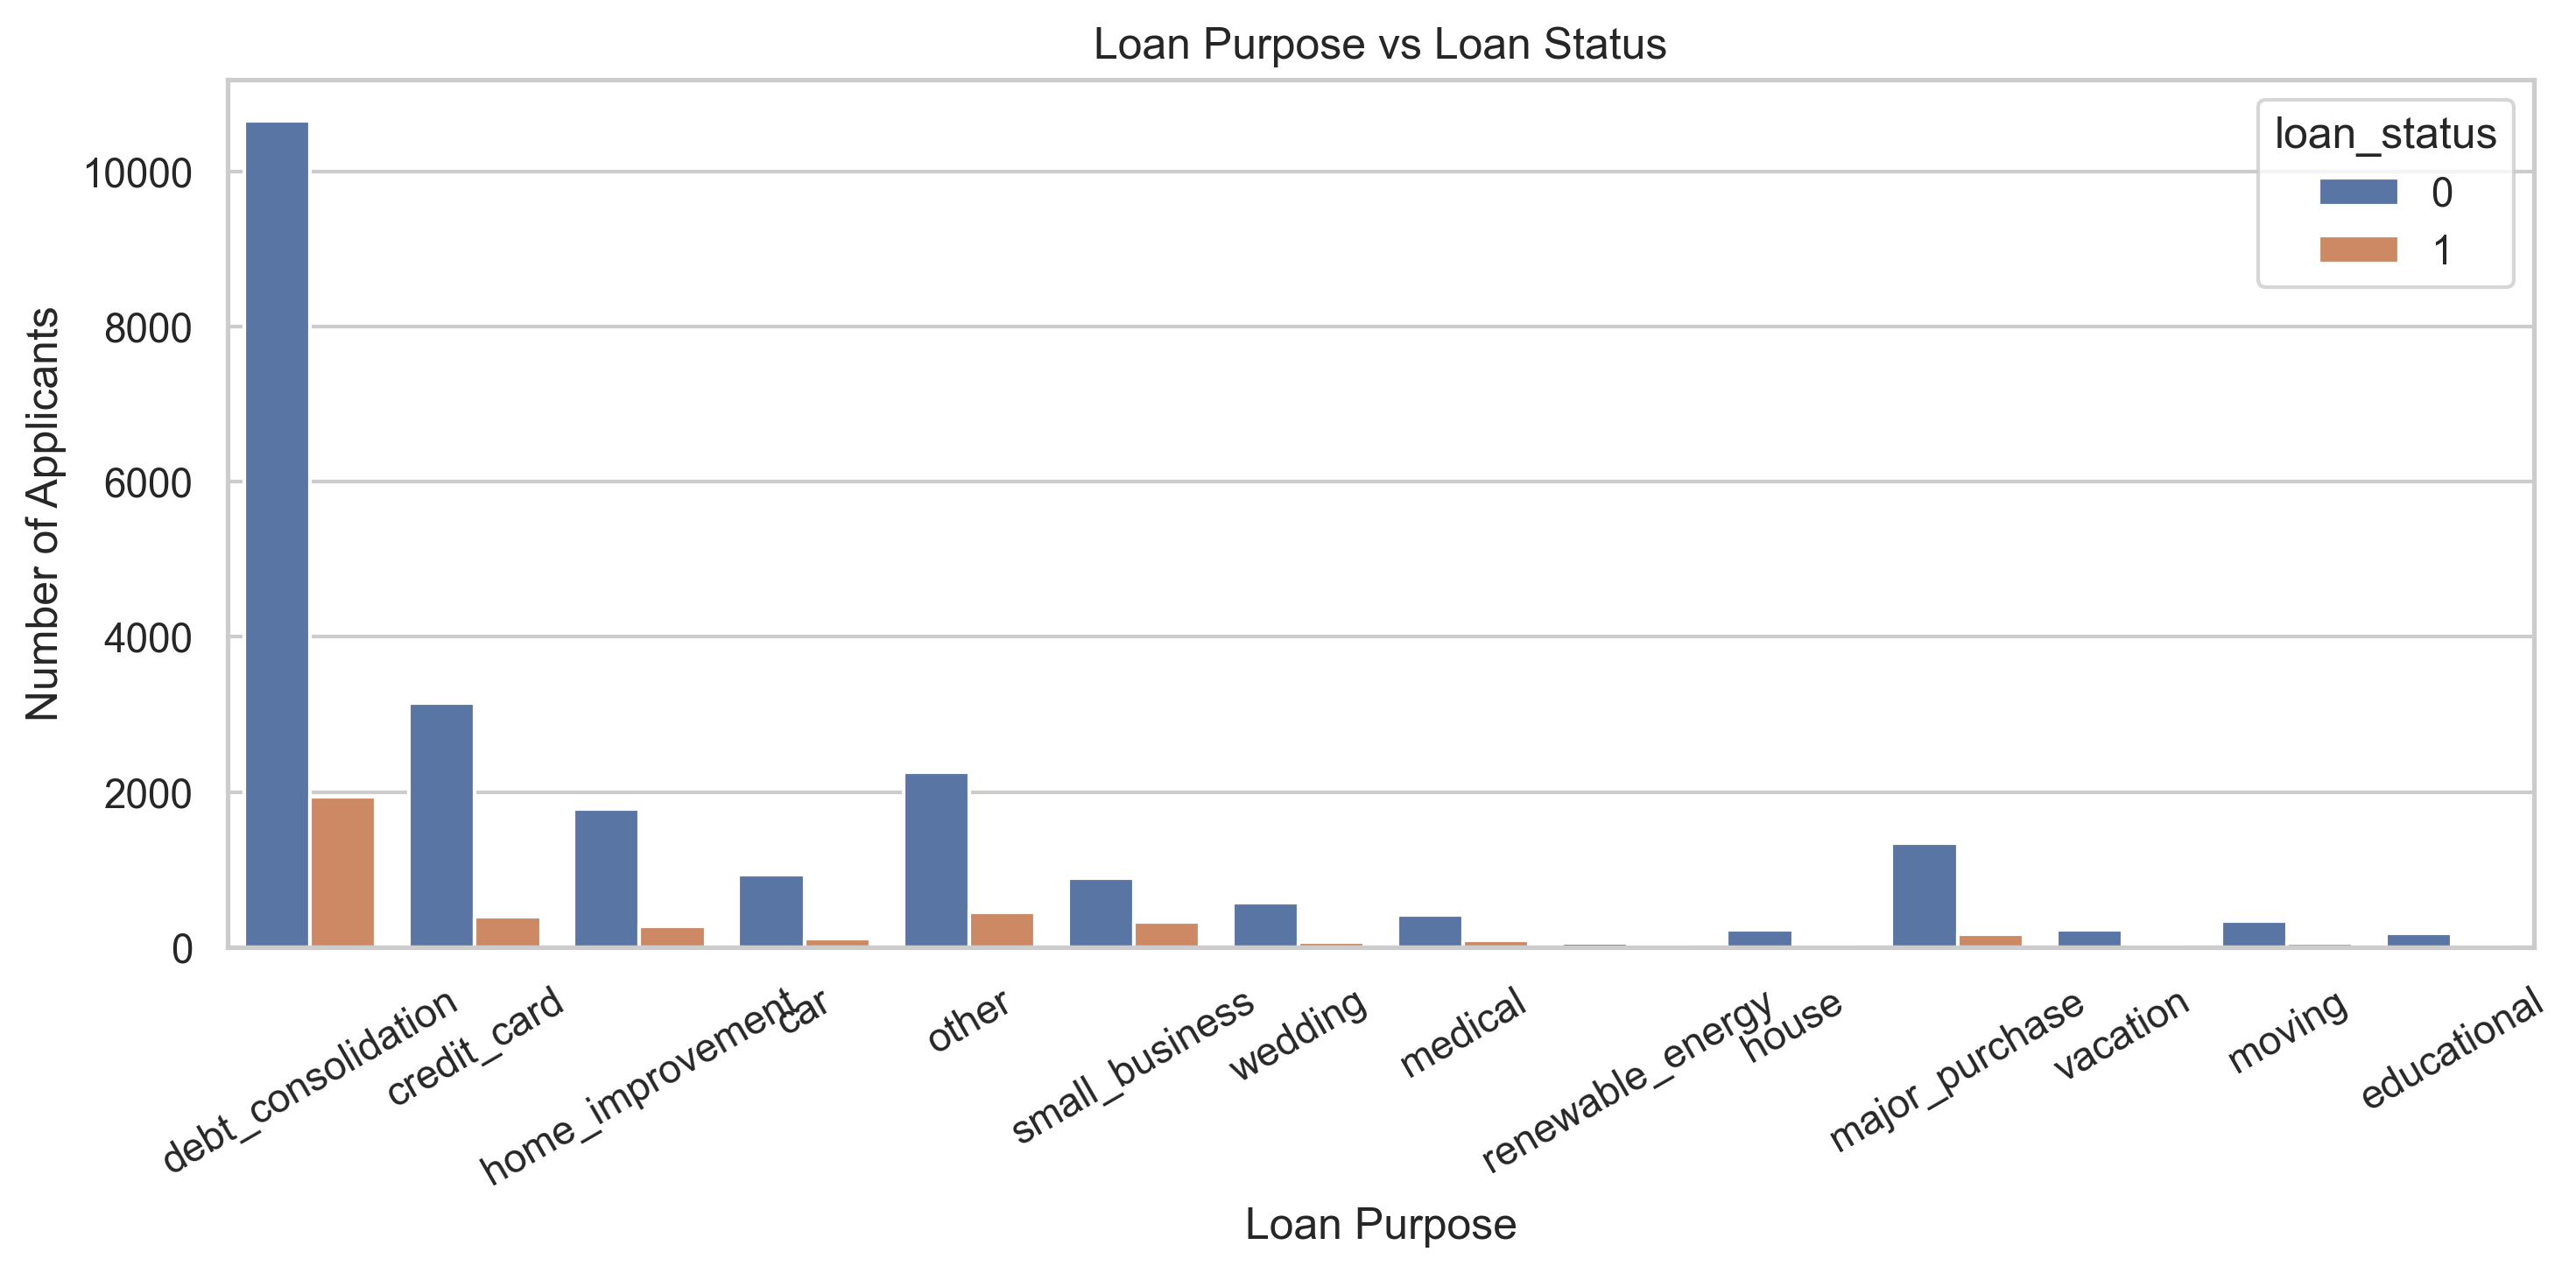 Loan Purpose vs Loan Status
loan_status
0
1
Number of Applicants
10000
8000
6000
4000
2000
0
debt_consolidation
credit_card
home_improvement
car
other
small_business
wedding
medical
renewable_energy
house
major_purchase
vacation
moving
educational
Loan Purpose